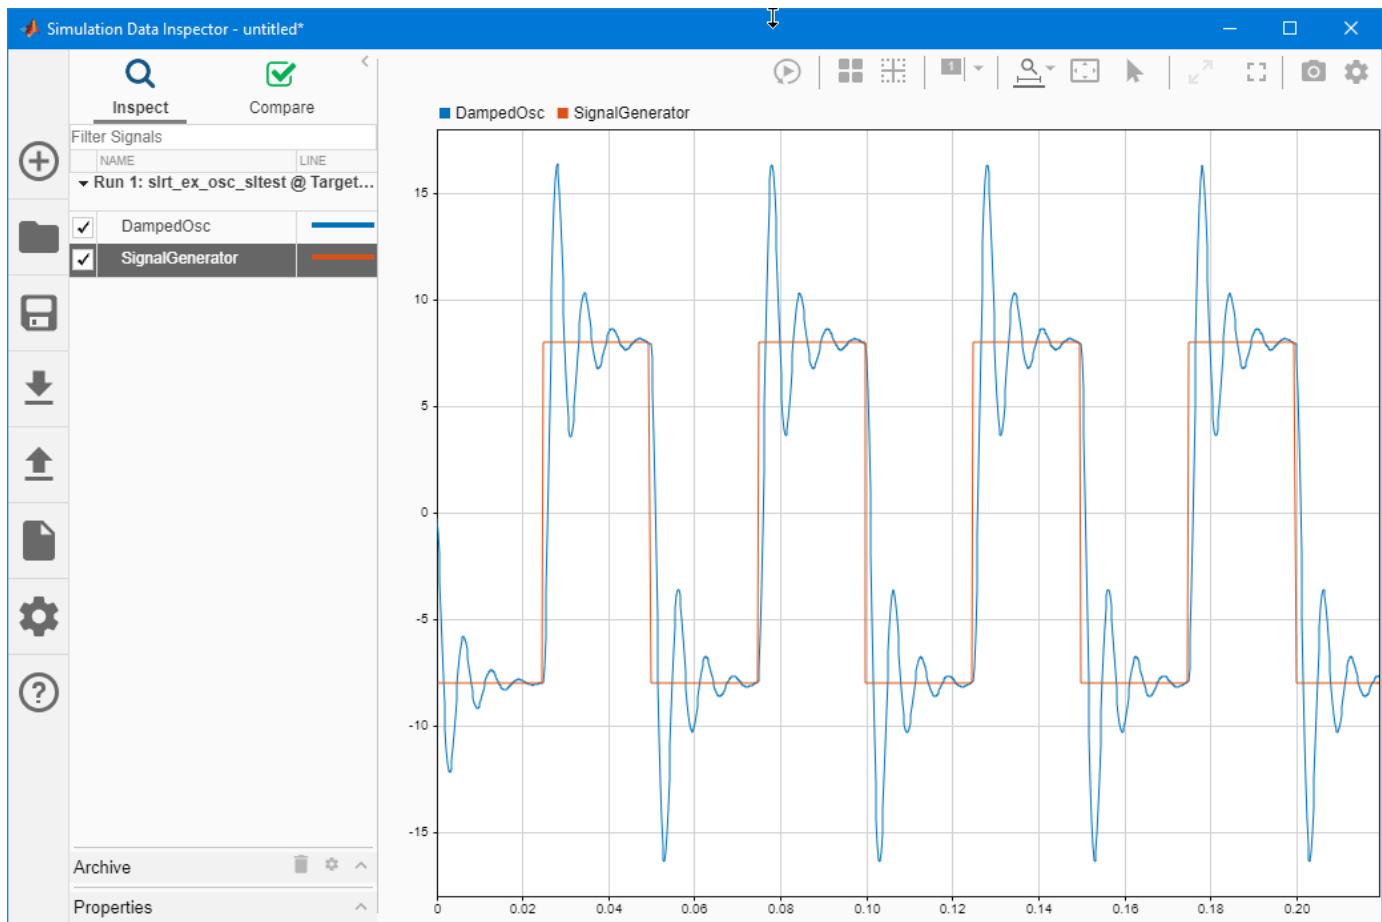 Simulation Data Inspector - untitled*
Inspect
Compare
Filter Signals
NAME
LINE
Run 1: slrt_ex_osc_sltest @ Target...
DampedOsc
SignalGenerator
Archive
Properties
1
DampedOsc
SignalGenerator
15
10
5
0
-5
-10
-15
0
0.02
0.04
0.06
0.08
0.10
0.12
0.14
0.16
0.18
0.20